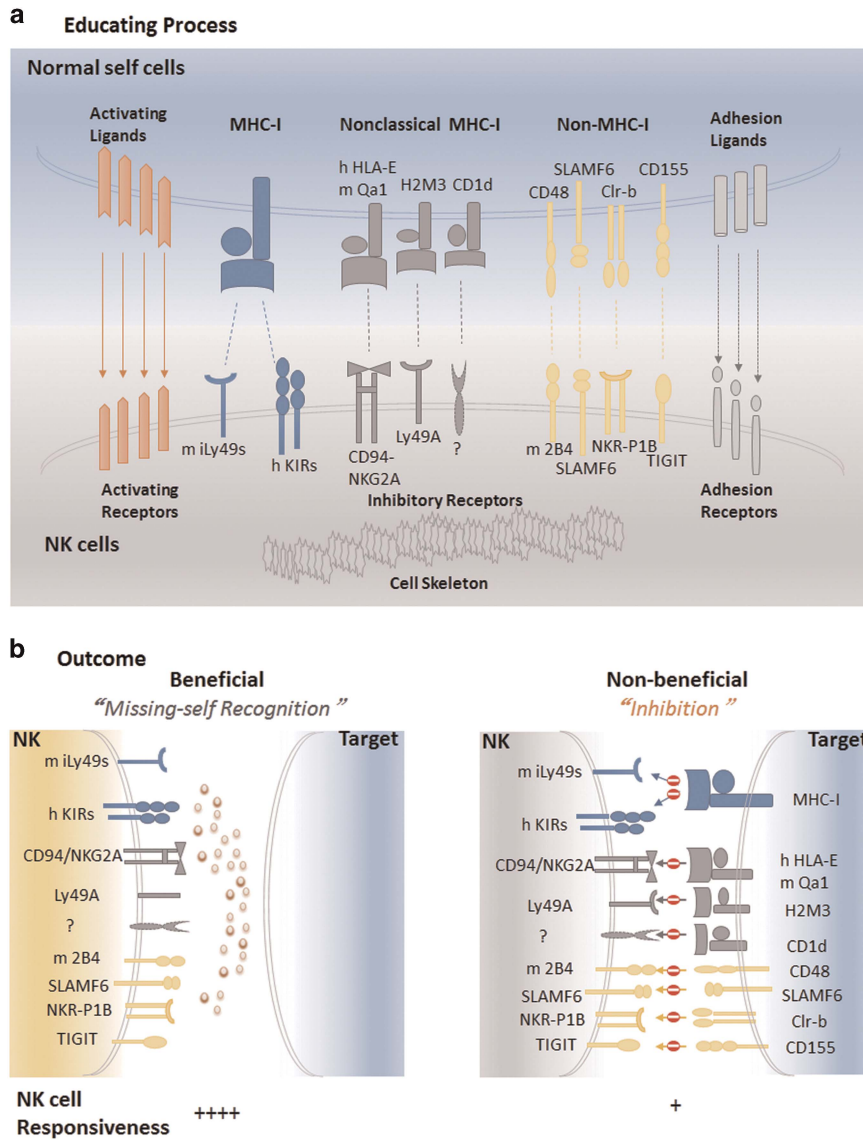 a
Educating Process
Normal self cells
Activating
Ligands
MHC-I
Nonclassical MHC-I
Non-MHC-I
Adhesion
Ligands
h HLA-E
m Qa1
H2M3
CD1d
CD48
SLAMF6
Clr-b
CD155
m iLy49s
h KIRs
CD94-
NKG2A
Ly49A
?
m 2B4
SLAMF6
NKR-P1B
TIGIT
Activating
Receptors
Inhibitory Receptors
Adhesion
Receptors
NK cells
Cell Skeleton
b
Outcome
Beneficial
“Missing-self Recognition ”
NK
Target
m iLy49s
h KIRs
CD94/NKG2A
Ly49A
?
m 2B4
SLAMF6
NKR-P1B
TIGIT
Non-beneficial
“Inhibition ”
NK
Target
m iLy49s
h KIRs
CD94/NKG2A
Ly49A
?
m 2B4
SLAMF6
NKR-P1B
TIGIT
MHC-I
h HLA-E
m Qa1
H2M3
CD1d
CD48
SLAMF6
Clr-b
CD155
NK cell
Responsiveness
++++
+